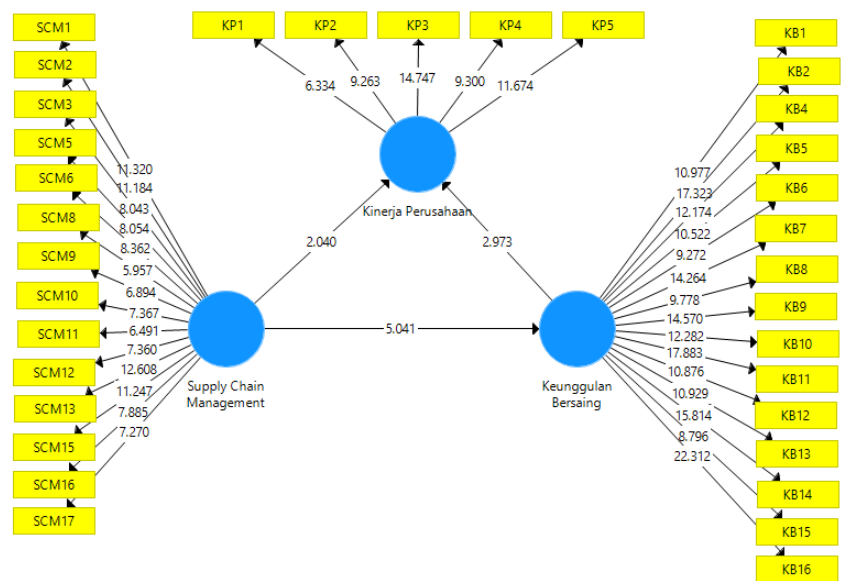 SCM1
SCM2
SCM3
SCM5
SCM6
SCM8
SCM9
SCM10
SCM11
SCM12
SCM13
SCM15
SCM16
SCM17
11.320
11.184
8.043
8.054
8.362
5.957
6.894
7.367
6.491
7.360
12.608
11.247
7.885
7.270
Supply Chain
Management
KP1
KP2
KP3
KP4
KP5
6.334
9.263
14.747
9.300
11.674
Kinerja Perusahaan
2.040
2.973
5.041
Keunggulan
Bersaing
10.977
17.323
12.174
10.522
9.272
14.264
9.778
14.570
12.282
17.883
10.876
10.929
15.814
8.796
22.312
KB1
KB2
KB4
KB5
KB6
KB7
KB8
KB9
KB10
KB11
KB12
KB13
KB14
KB15
KB16